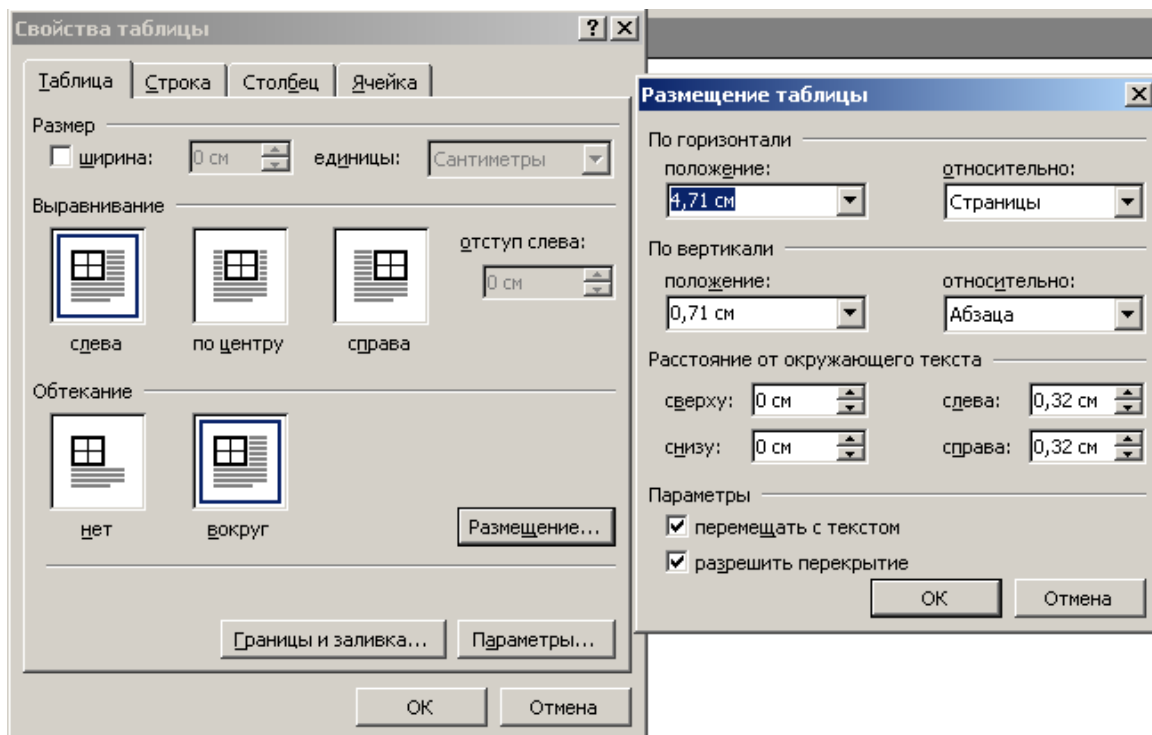 Свойства таблицы
Таблица Строка Столбец Ячейка
Размер
ширина: 0 см единицы: Сантиметры
Выравнивание
отступ слева:
0 см
слева по центру справа
Обтекание
нет вокруг
Размещение...
Границы и заливка... Параметры...
ОК Отмена
Размещение таблицы
По горизонтали
положение: относительно:
4,71 см Страницы
По вертикали
положение: относительно:
0,71 см Абзаца
Расстояние от окружающего текста
сверху: 0 см слева: 0,32 см
снизу: 0 см справа: 0,32 см
Параметры
перемещать с текстом
разрешить перекрытие
ОК Отмена